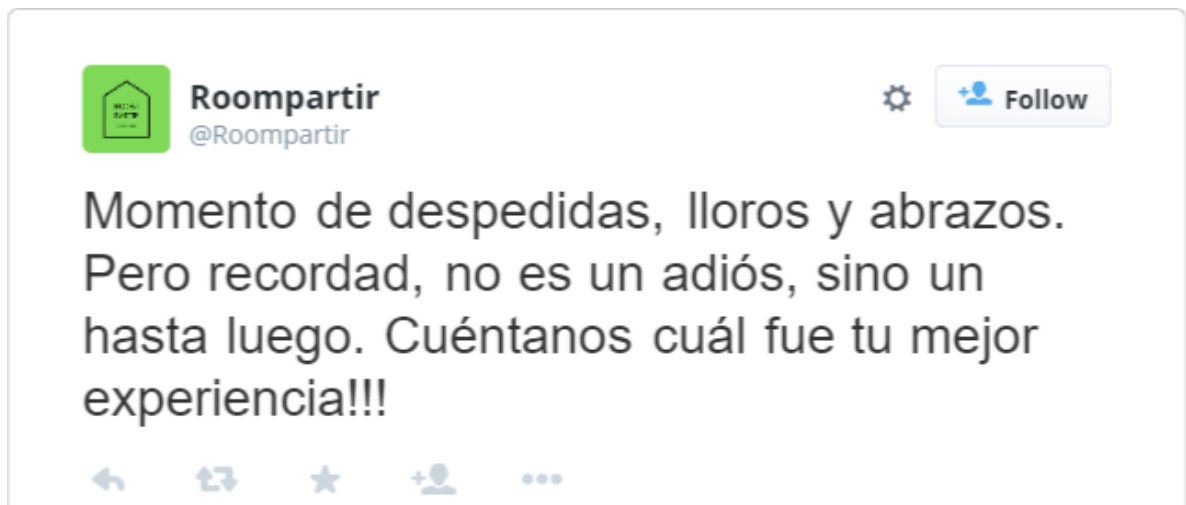 Roompartir
@Roompartir
Follow
Momento de despedidas, lloros y abrazos.
Pero recordad, no es un adiós, sino un
hasta luego. Cuéntanos cuál fue tu mejor
experiencia!!!